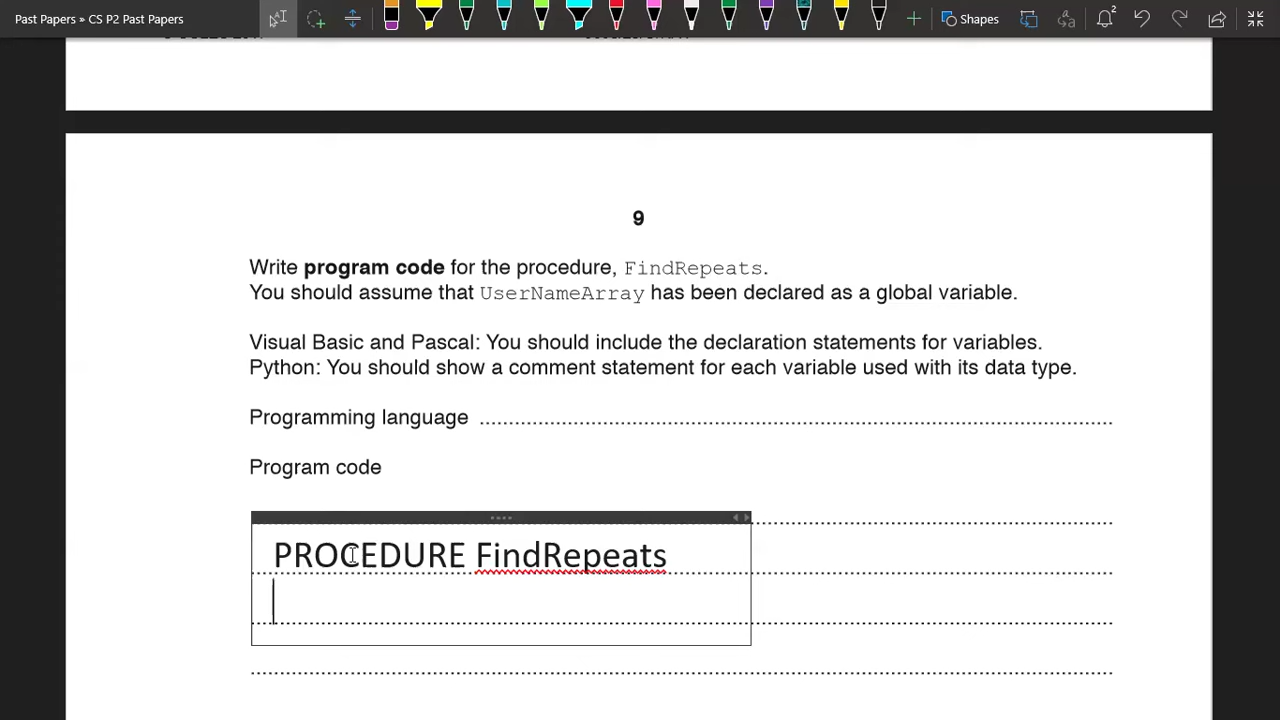 Past Papers » CS P2 Past Papers
Shapes
2
9
Write program code for the procedure, FindRepeats.
You should assume that UserNameArray has been declared as a global variable.
Visual Basic and Pascal: You should include the declaration statements for variables.
Python: You should show a comment statement for each variable used with its data type.
Programming language
Program code
PROCEDURE FindRepeats